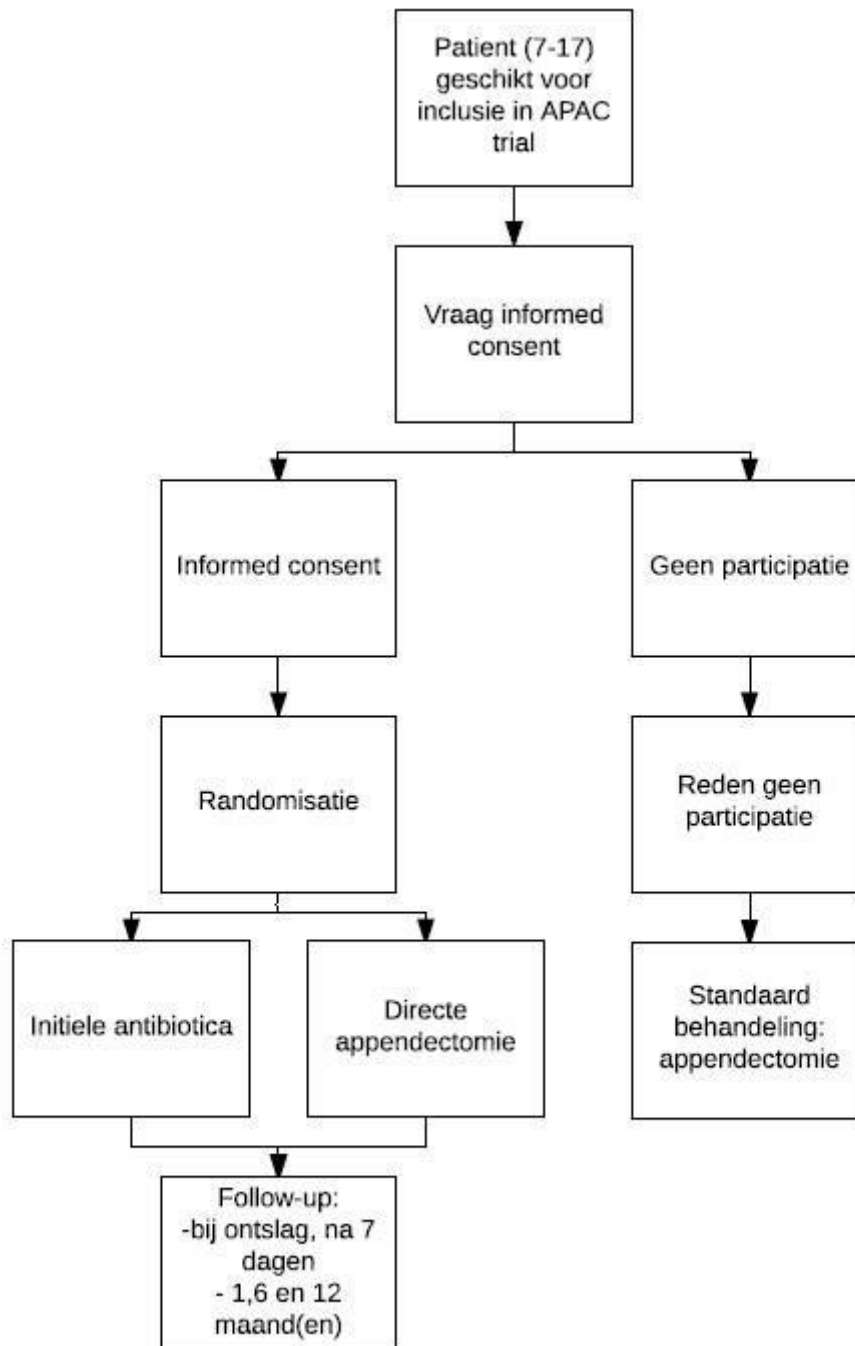 Patient (7-17)
geschikt voor
inclusie in APAC
trial
Vraag informed
consent
Informed consent
Geen participatie
Randomisatie
Reden geen
participatie
Initiele antibiotica
Directe
appendectomie
Standaard
behandeling:
appendectomie
Follow-up:
-bij ontslag, na 7
dagen
- 1,6 en 12
maand(en)